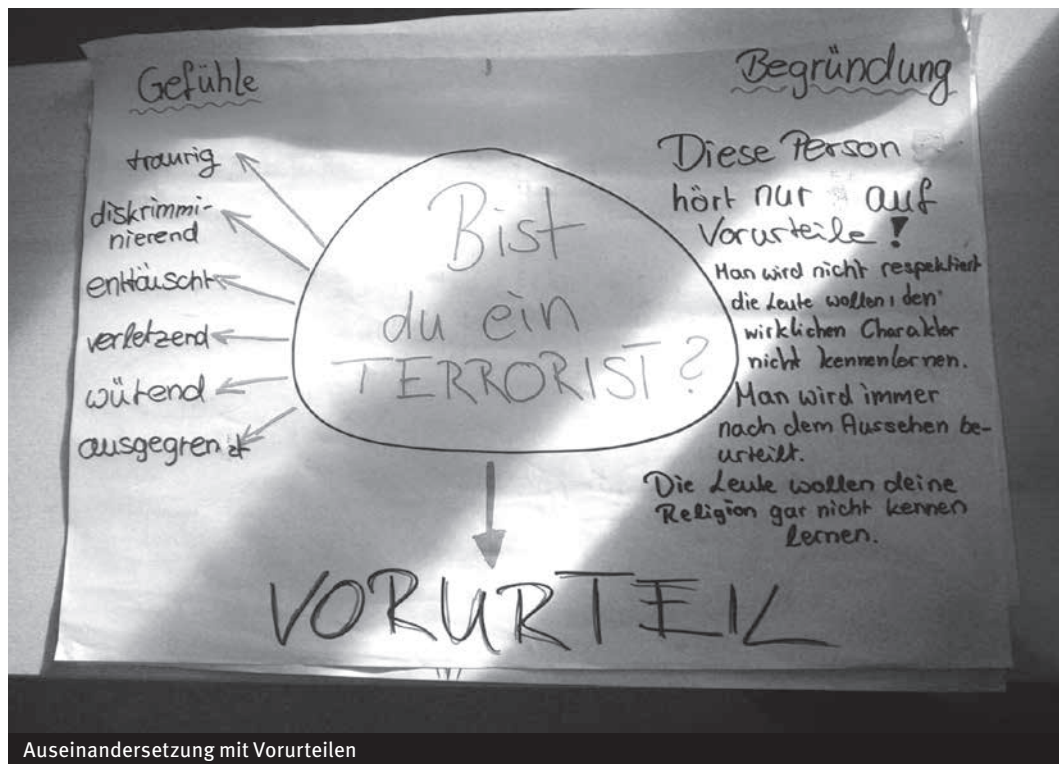 Gefühle
traurig
diskrimmi-
nierend
enttäuscht
verletzend
wütend
ausgegrenzt
Bist
du ein
TERRORIST?
Begründung
Diese Person
hört nur auf
Vorurteile!
Man wird nicht respektiert
die Leute wollen, den
wirklichen Charakter
nicht kennenlernen.
Man wird immer
nach dem Aussehen be-
urteilt.
Die Leute wollen deine
Religion gar nicht kennen
lernen.
VORURTEIL
Auseinandersetzung mit Vorurteilen